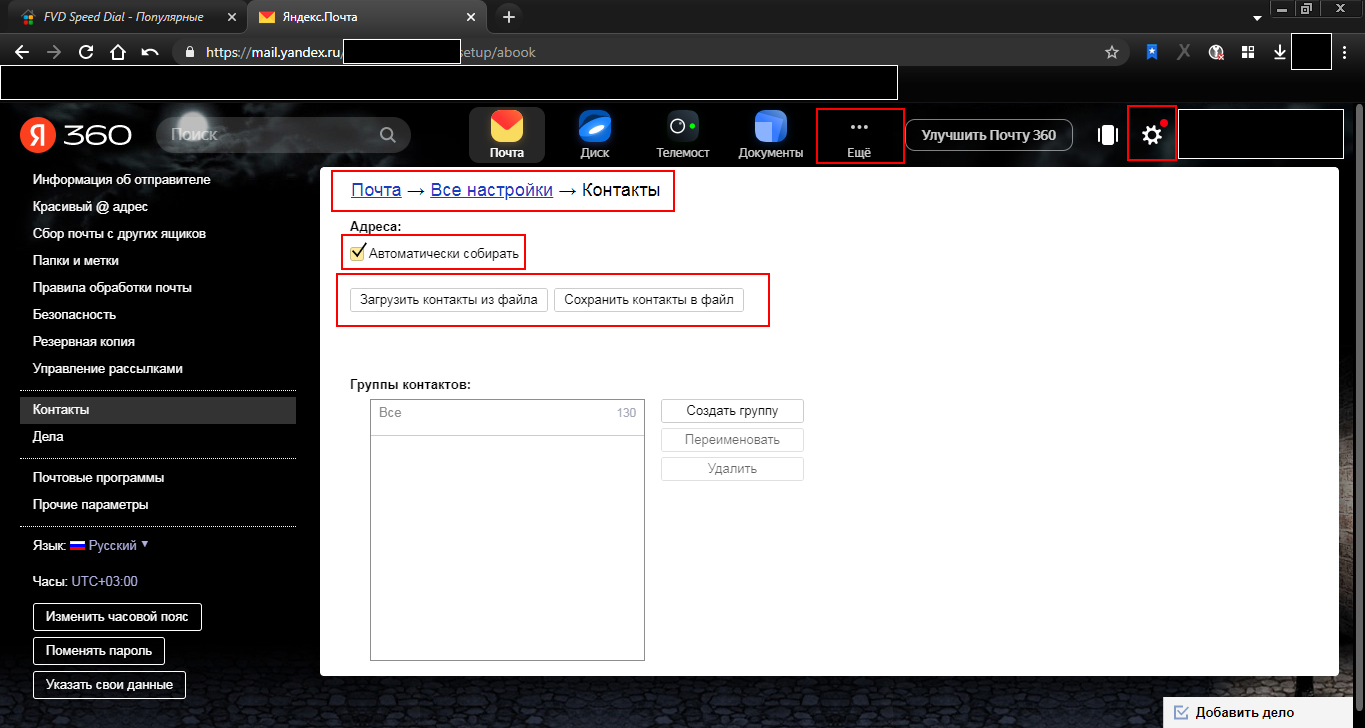 FVD Speed Dial - Популярные
Яндекс.Почта
https://mail.yandex.ru/ setup/abook
Я 360
Поиск
Почта
Диск
Телемост
Документы
Ещё
Улучшить Почту 360
Информация об отправителе
Красивый @ адрес
Сбор почты с других ящиков
Папки и метки
Правила обработки почты
Безопасность
Резервная копия
Управление рассылками
Контакты
Дела
Почтовые программы
Прочие параметры
Язык: Русский
Часы: UTC+03:00
Изменить часовой пояс
Поменять пароль
Указать свои данные
Почта → Все настройки → Контакты
Адреса:
Автоматически собирать
Загрузить контакты из файла Сохранить контакты в файл
Группы контактов:
Все 130
Создать группу
Переименовать
Удалить
Добавить дело